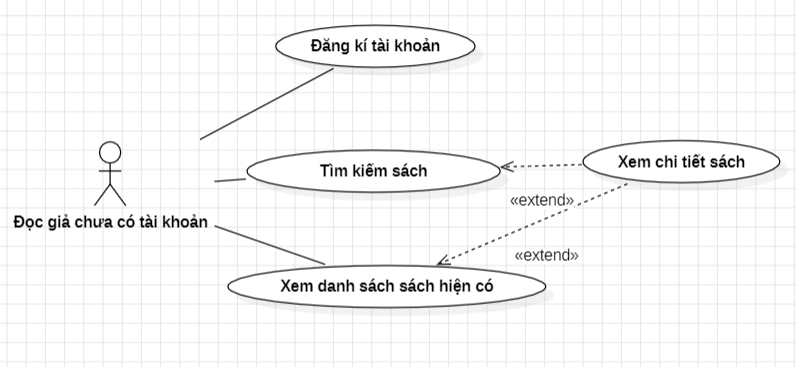 Đăng kí tài khoản
Tìm kiếm sách
Xem chi tiết sách
«extend»
Đọc giả chưa có tài khoản
«extend»
Xem danh sách sách hiện có